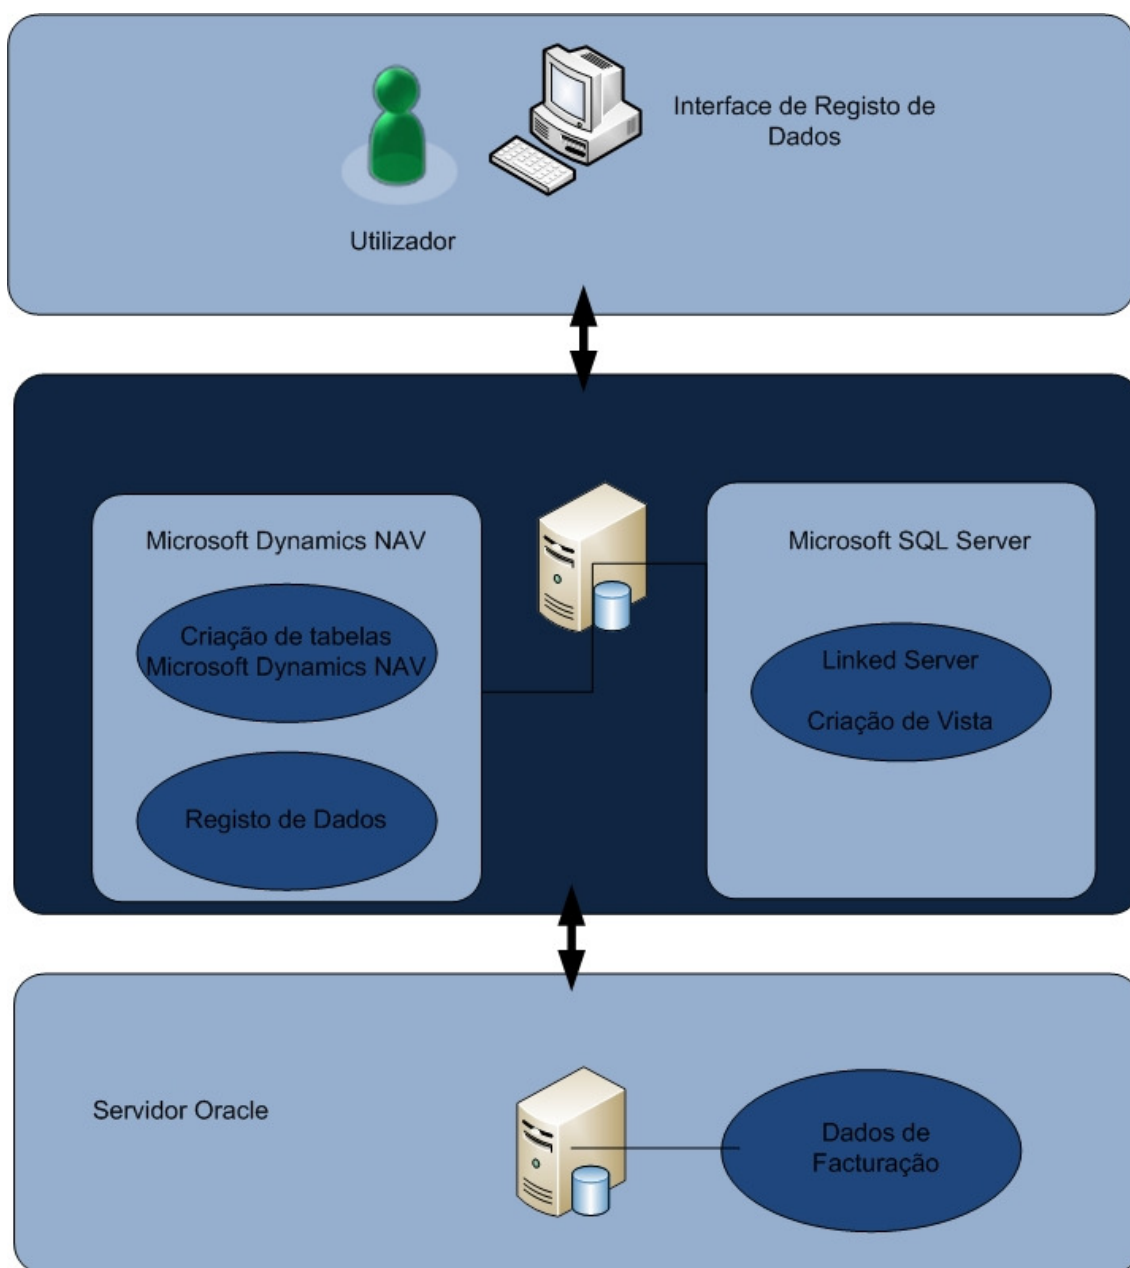 Interface de Registo de
Dados
Utilizador
Microsoft Dynamics NAV
Criação de tabelas
Microsoft Dynamics NAV
Registo de Dados
Microsoft SQL Server
Linked Server
Criação de Vista
Servidor Oracle
Dados de
Facturação